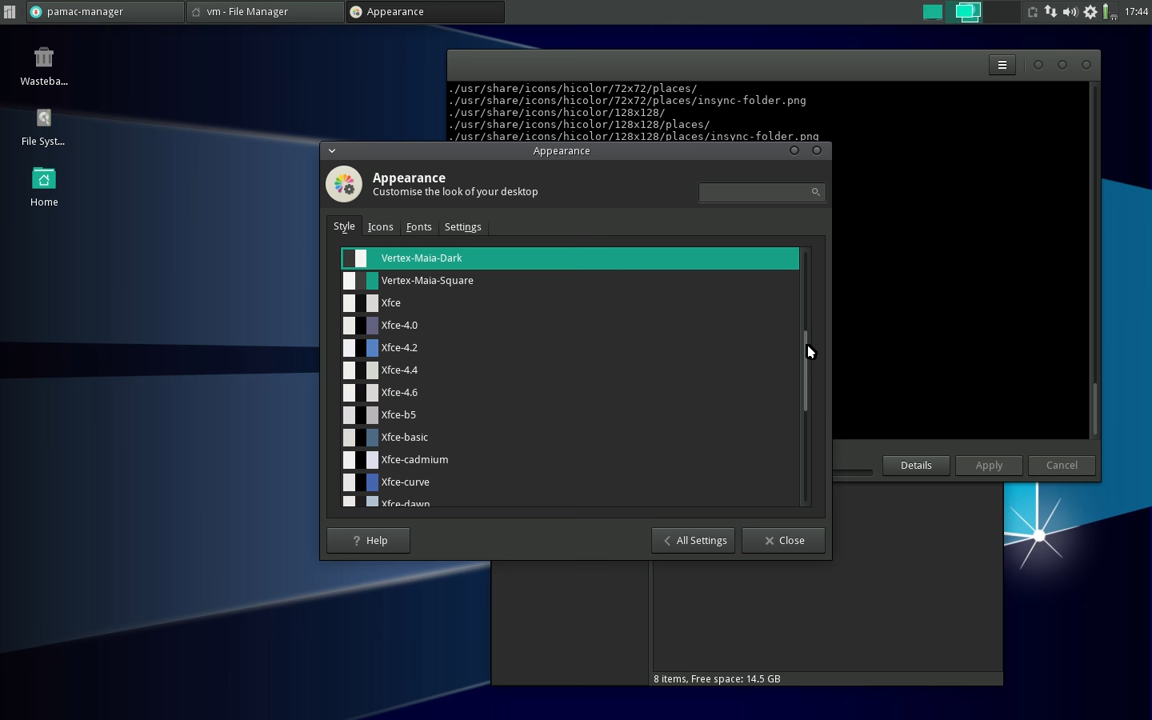 pamac-manager
vm - File Manager
Appearance
17:44
Wasteba...
File Syst...
Home
./usr/share/icons/hicolor/72x72/places/
./usr/share/icons/hicolor/72x72/places/insync-folder.png
./usr/share/icons/hicolor/128x128/
./usr/share/icons/hicolor/128x128/places/
./usr/share/icons/hicolor/128x128/places/insync-folder.png
Appearance
Appearance
Customise the look of your desktop
Style
Icons
Fonts
Settings
Vertex-Maia-Dark
Vertex-Maia-Square
Xfce
Xfce-4.0
Xfce-4.2
Xfce-4.4
Xfce-4.6
Xfce-b5
Xfce-basic
Xfce-cadmium
Xfce-curve
Xfce-dawn
Help
All Settings
Close
Details
Apply
Cancel
8 items, Free space: 14.5 GB